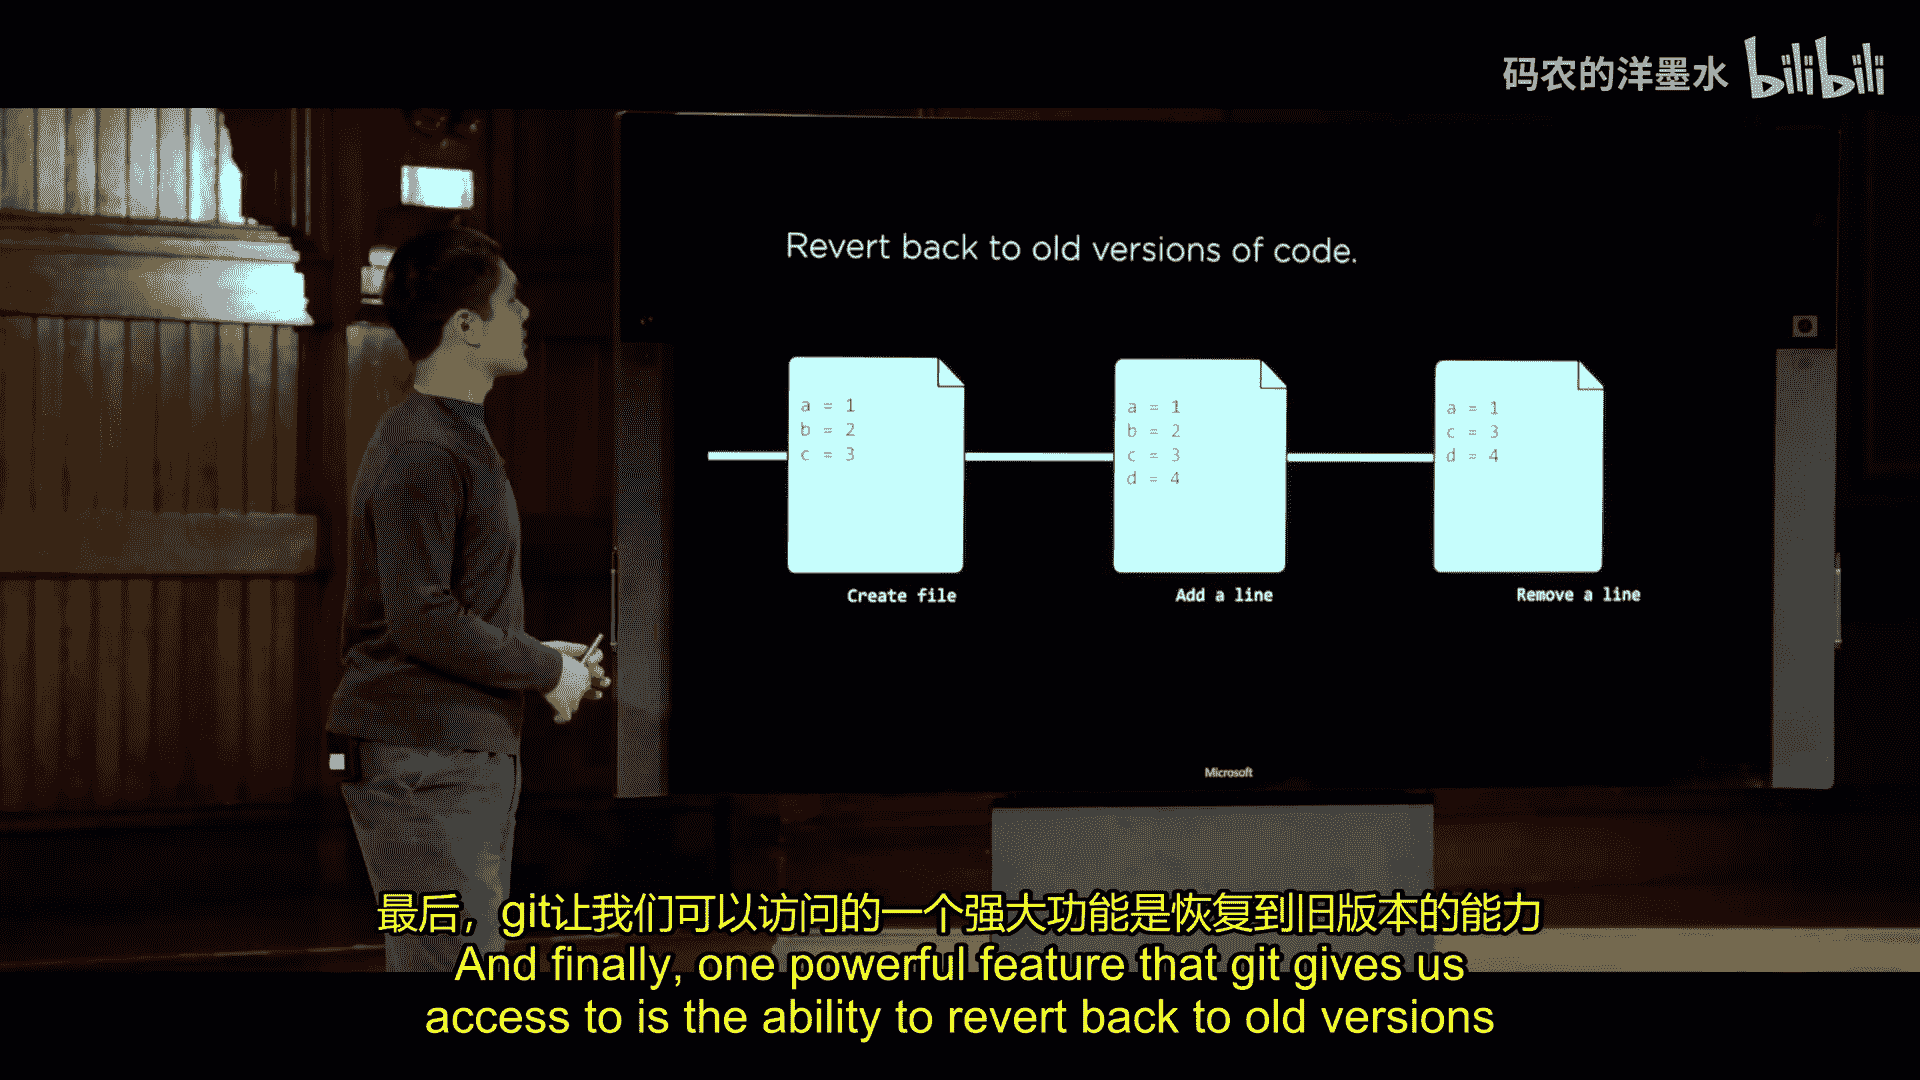 码农的洋墨水 bilibili
Revert back to old versions of code.
a = 1
b = 2
c = 3
Create file
a = 1
b = 2
c = 3
d = 4
Add a line
a = 1
c = 3
d = 4
Remove a line
Microsoft
最后，git让我们可以访问的一个强大功能是恢复到旧版本的能力
And finally, one powerful feature that git gives us
access to is the ability to revert back to old versions